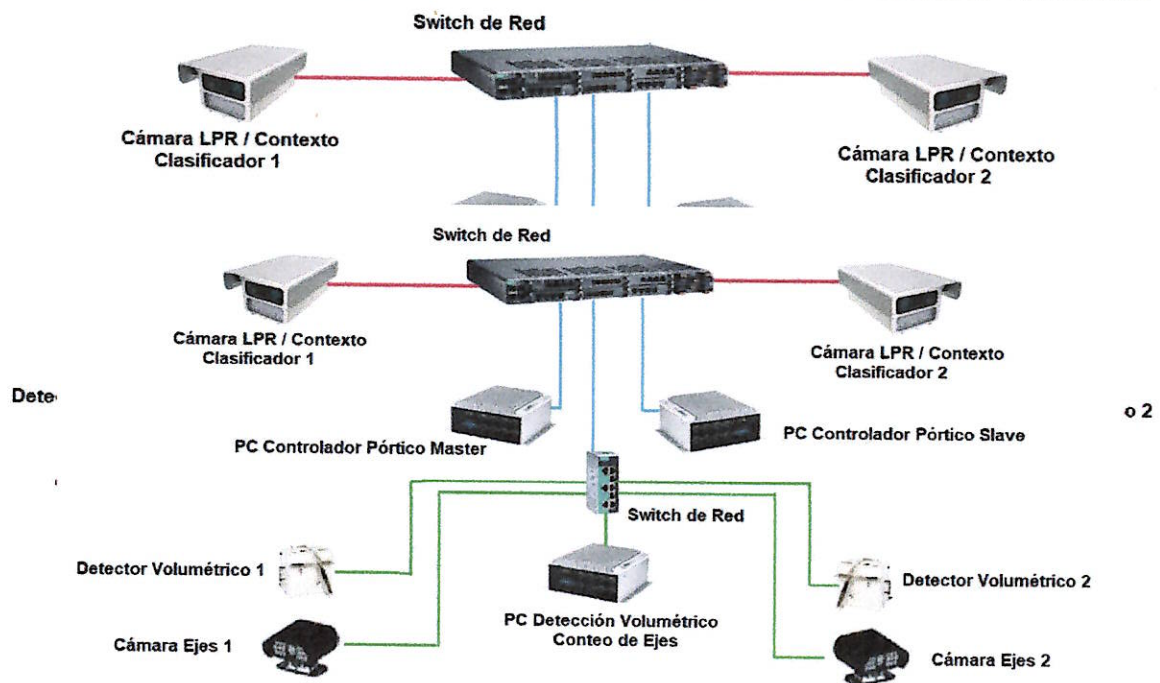 Switch de Red
Cámara LPR / Contexto
Clasificador 1
Cámara LPR / Contexto
Clasificador 2
Switch de Red
Cámara LPR / Contexto
Clasificador 1
Cámara LPR / Contexto
Clasificador 2
Dete
o 2
PC Controlador Pórtico Master
PC Controlador Pórtico Slave
Switch de Red
Detector Volumétrico 1
Detector Volumétrico 2
PC Detección Volumétrico
Conteo de Ejes
Cámara Ejes 1
Cámara Ejes 2